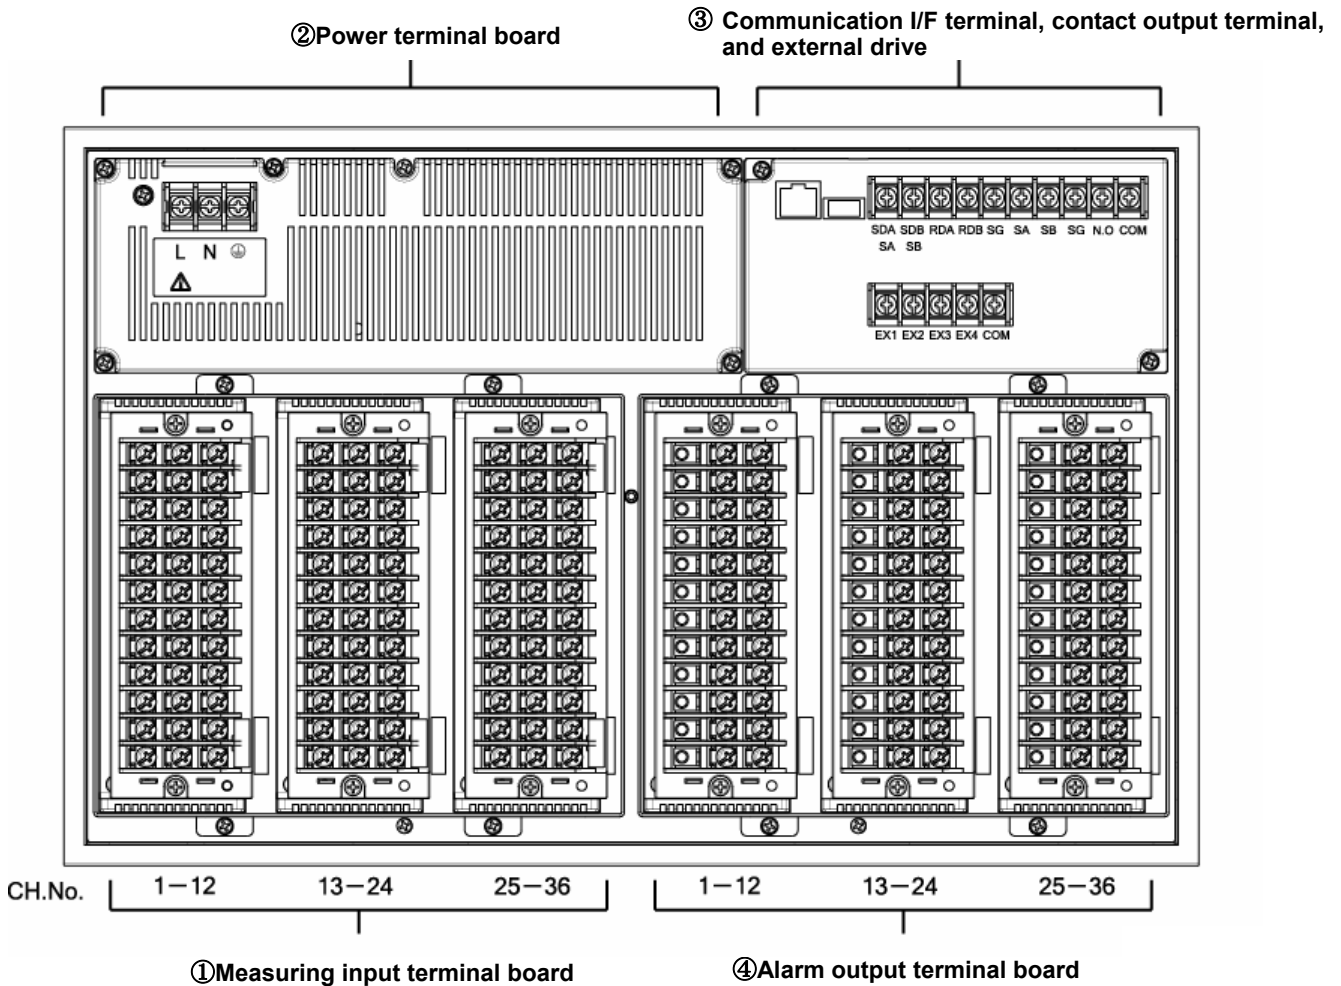 ②Power terminal board
③ Communication I/F terminal, contact output terminal,
and external drive
L N
SDA SDB RDA RDB SG SA SB SG N.O COM
SA SB
EX1 EX2 EX3 EX4 COM
CH.No. 1－12 13－24 25－36 1－12 13－24 25－36
①Measuring input terminal board
④Alarm output terminal board